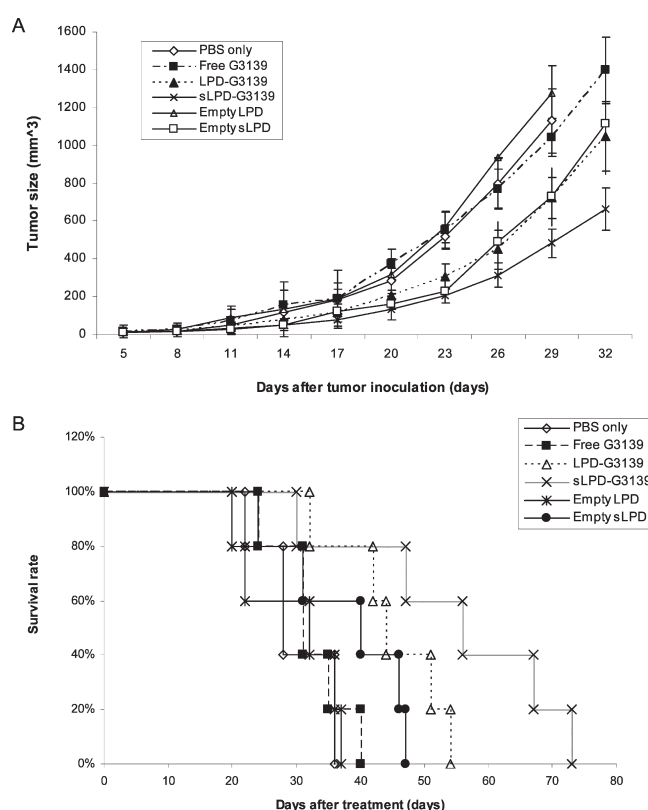 A
1600
1400
1200
1000
800
600
400
200
0
Tumor size (mm^3)
PBS only
Free G3139
LPD-G3139
sLPD-G3139
Empty LPD
Empty sLPD
5 8 11 14 17 20 23 26 29 32
Days after tumor inoculation (days)
B
120%
100%
80%
60%
40%
20%
0%
Survival rate
PBS only
Free G3139
LPD-G3139
sLPD-G3139
Empty LPD
Empty sLPD
0 10 20 30 40 50 60 70 80
Days after treatment (days)